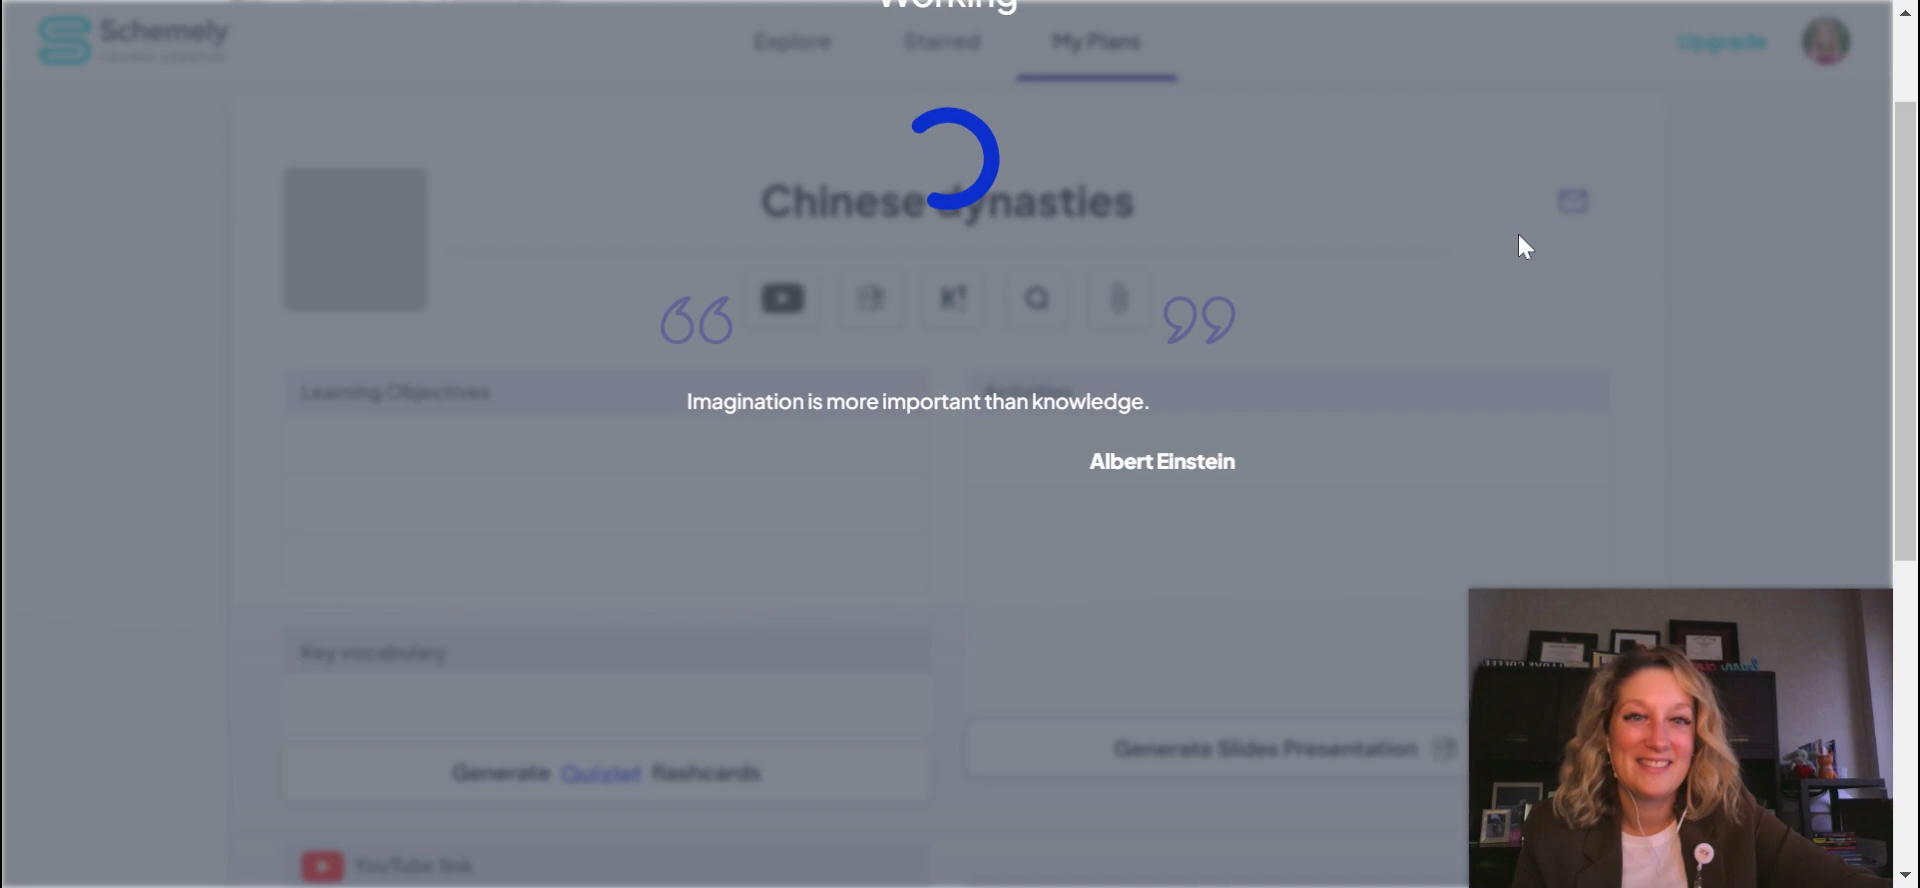 Working
Schemely
Explore
Starred
My Plans
Upgrade
Chinese dynasties
K!
Learning Objectives
Activities
Imagination is more important than knowledge.
Albert Einstein
Key vocabulary
Generate Slides Presentation
Generate Quizlet flashcards
YouTube link